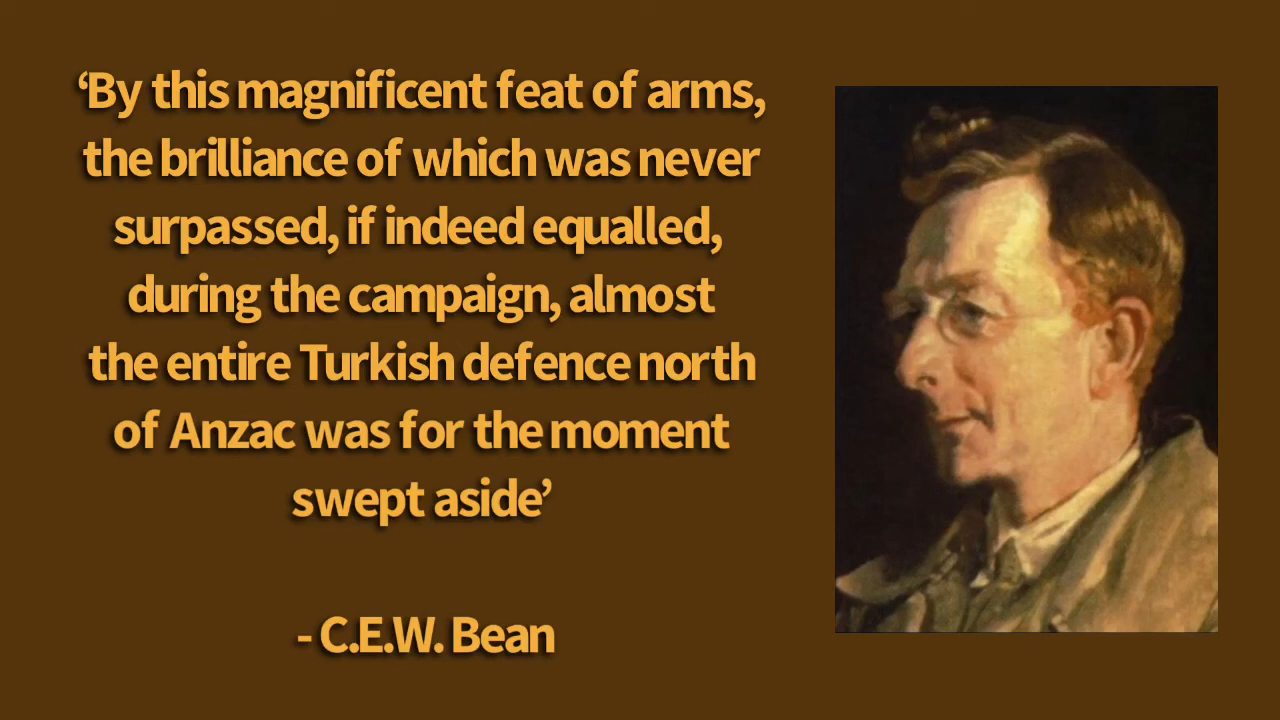 ‘By this magnificent feat of arms,
the brilliance of which was never
surpassed, if indeed equalled,
during the campaign, almost
the entire Turkish defence north
of Anzac was for the moment
swept aside’
- C.E.W. Bean